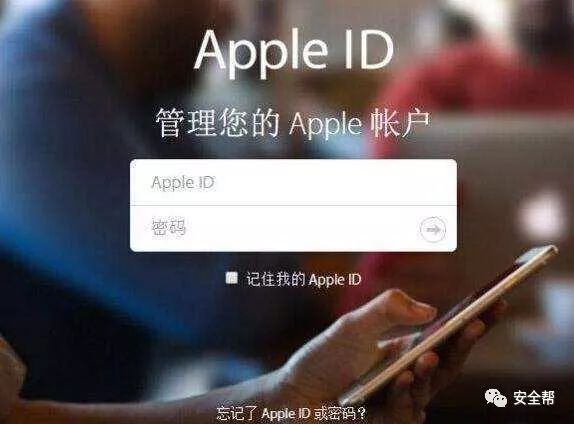 Apple ID
管理您的 Apple 帐户
Apple ID
密码
记住我的 Apple ID
忘记了 Apple ID 或密码？
安全帮